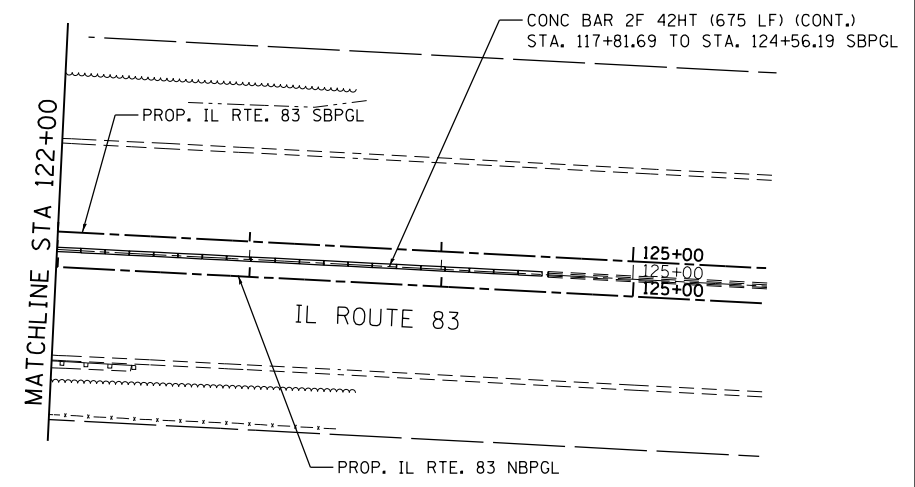 CONC BAR 2F 42HT (675 LF) (CONT.)
STA. 117+81.69 TO STA. 124+56.19 SBPGL
PROP. IL RTE. 83 SBPGL
MATCHLINE STA 122+00
125+00
125+00
125+00
IL ROUTE 83
PROP. IL RTE. 83 NBPGL